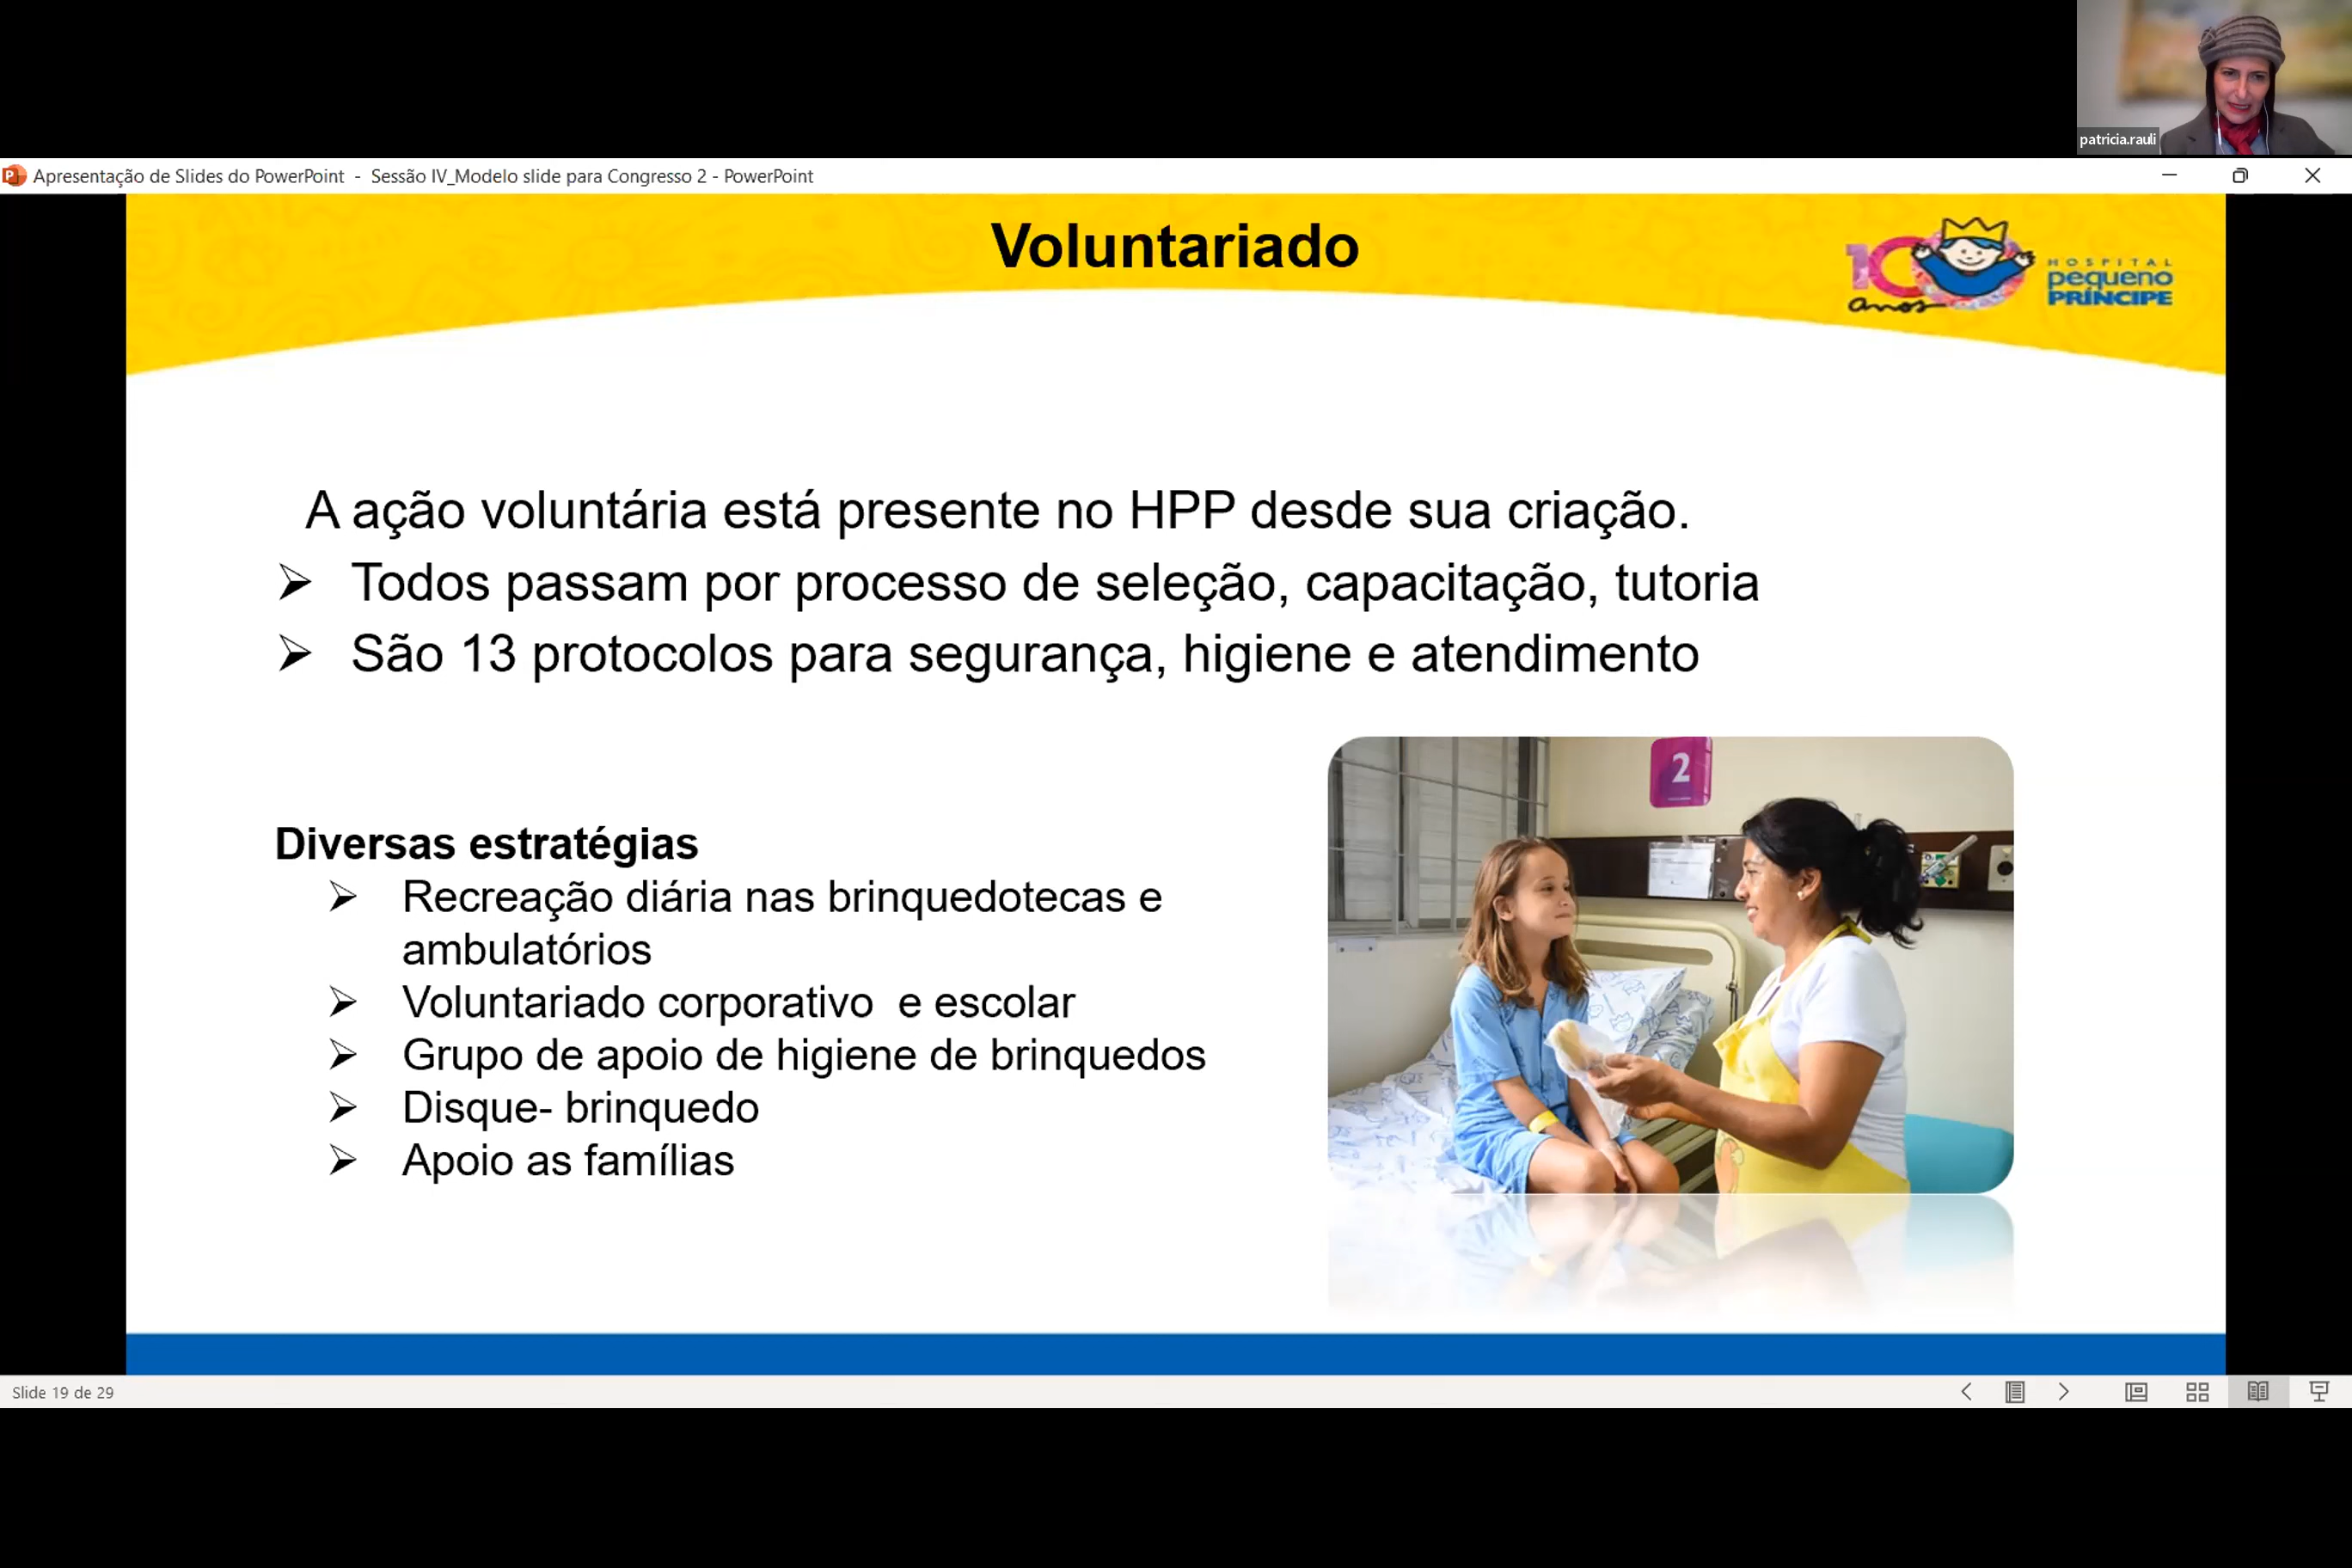 patricia.rauli
Apresentação de Slides do PowerPoint - Sessão IV_Modelo slide para Congresso 2 - PowerPoint
Voluntariado
100
anos
HOSPITAL
pequeno
PRÍNCIPE
A ação voluntária está presente no HPP desde sua criação.
Todos passam por processo de seleção, capacitação, tutoria
São 13 protocolos para segurança, higiene e atendimento
2
Diversas estratégias
Recreação diária nas brinquedotecas e
ambulatórios
Voluntariado corporativo  e escolar
Grupo de apoio de higiene de brinquedos
Disque- brinquedo
Apoio as famílias
Slide 19 de 29